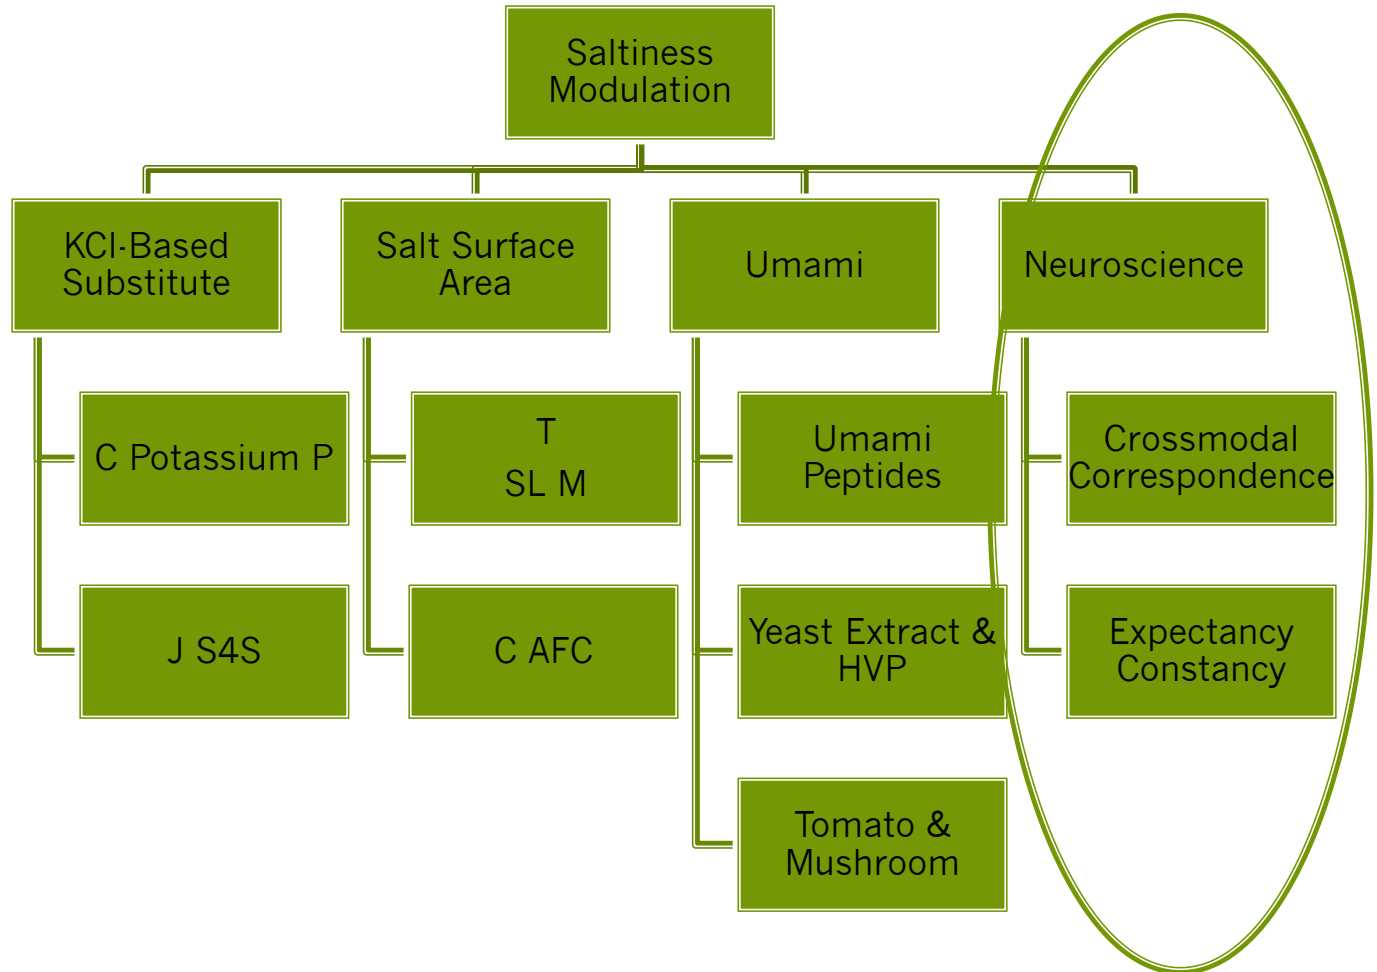 Saltiness
Modulation
KCl-Based
Substitute
Salt Surface
Area
Umami
Neuroscience
C Potassium P
J S4S
T
SL M
C AFC
Umami
Peptides
Yeast Extract &
HVP
Tomato &
Mushroom
Crossmodal
Correspondence
Expectancy
Constancy